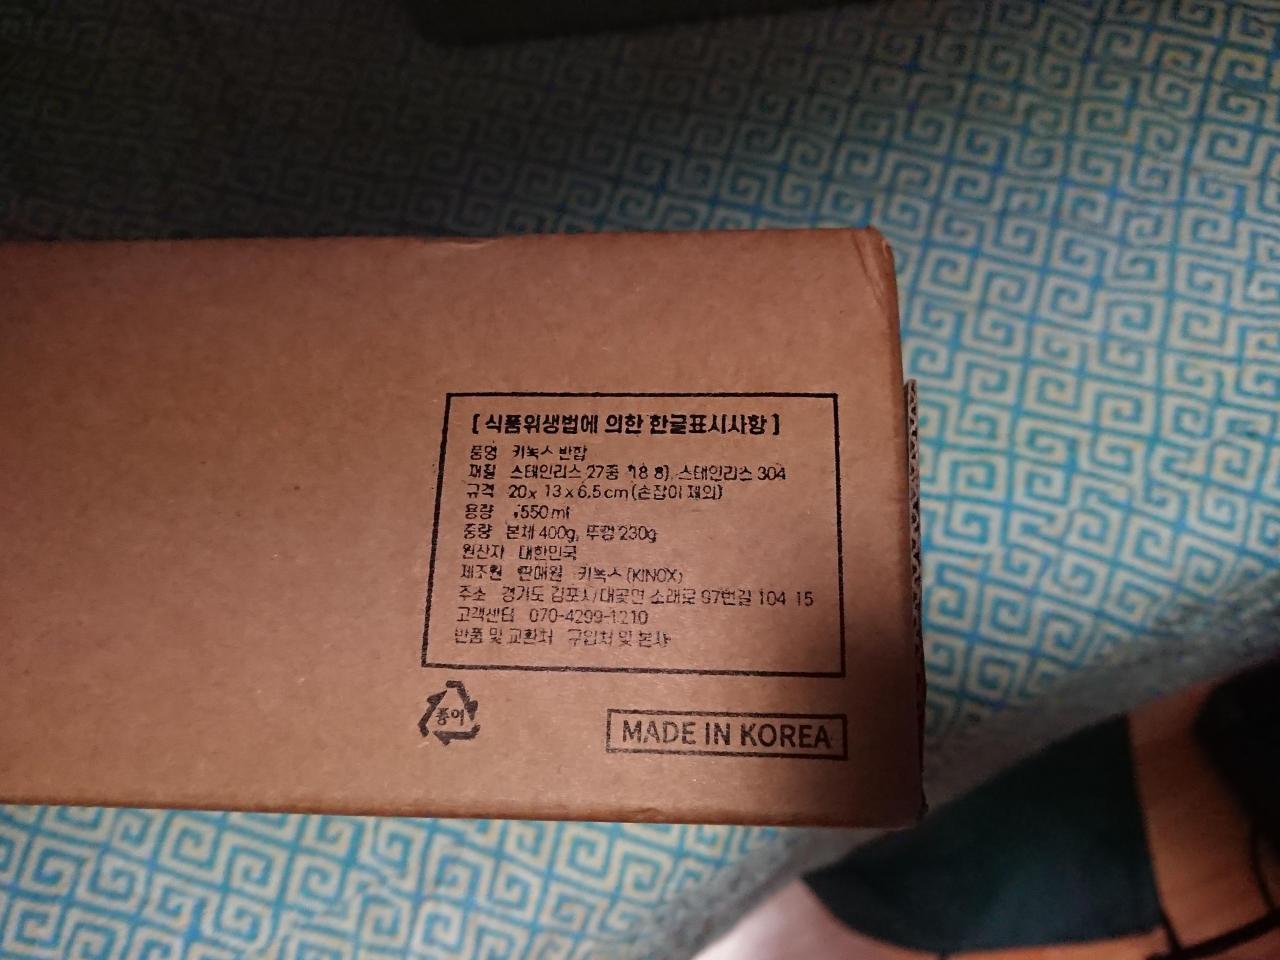 [ 식품위생법에 의한 한글표시사항 ]
품명 키녹스 반합
재질 스테인리스 27종 (18 8), 스테인리스 304
규격 20x 13 x 6.5cm (손잡이 제외)
용량 550ml
중량 본체 400g, 뚜껑 230g
원산지 대한민국
제조원 판매원 키녹스 (KINOX)
주소 경기도 김포시 대곶면 소래로 97번길 104 15
고객센터 070-4299-1210
반품 및 교환처 구입처 및 본사
종이
MADE IN KOREA